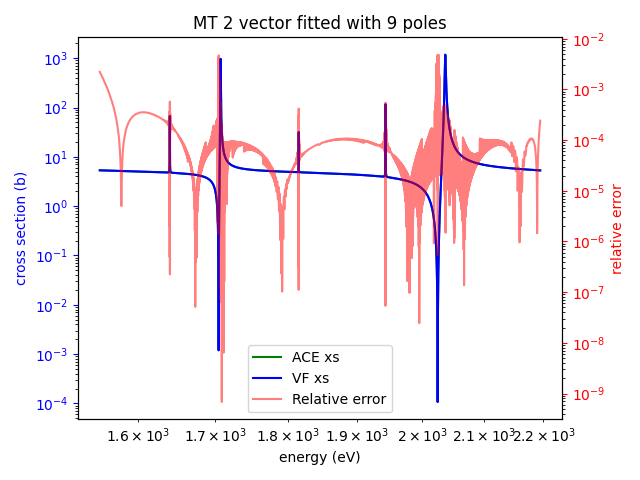 MT 2 vector fitted with 9 poles
10³
10²
10¹
10⁰
10⁻¹
10⁻²
10⁻³
10⁻⁴
cross section (b)
10⁻²
10⁻³
10⁻⁴
10⁻⁵
10⁻⁶
10⁻⁷
10⁻⁸
10⁻⁹
relative error
ACE xs
VF xs
Relative error
1.6 × 10³ 1.7 × 10³ 1.8 × 10³ 1.9 × 10³ 2 × 10³ 2.1 × 10³ 2.2 × 10³
energy (eV)